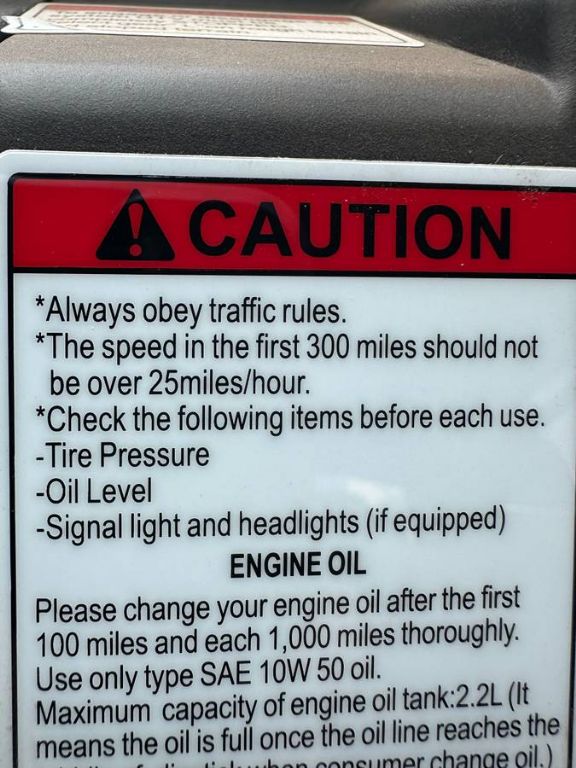 CAUTION
*Always obey traffic rules.
*The speed in the first 300 miles should not
be over 25miles/hour.
*Check the following items before each use.
-Tire Pressure
-Oil Level
-Signal light and headlights (if equipped)
ENGINE OIL
Please change your engine oil after the first
100 miles and each 1,000 miles thoroughly.
Use only type SAE 10W 50 oil.
Maximum capacity of engine oil tank:2.2L (It
means the oil is full once the oil line reaches the
when consumer change oil.)